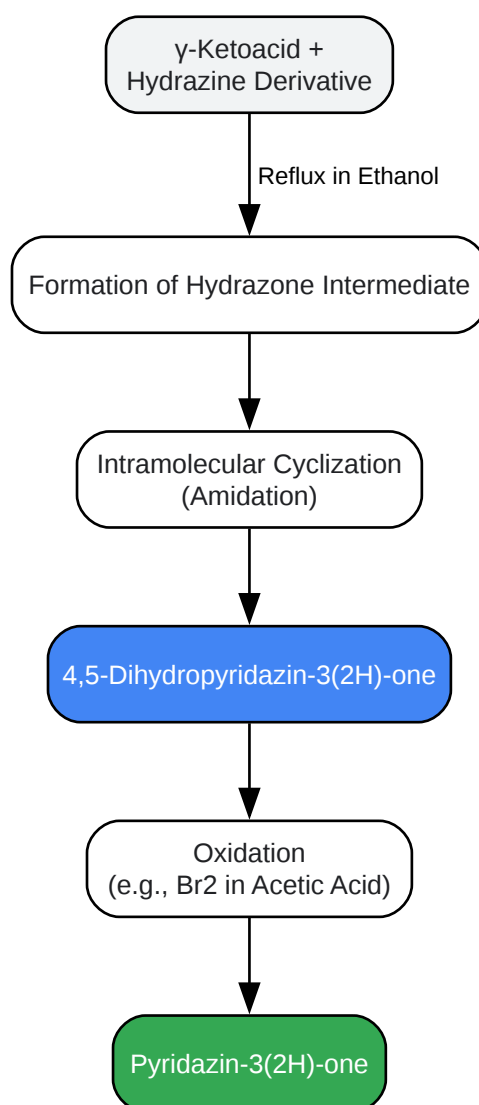 γ-Ketoacid +
Hydrazine Derivative
Reflux in Ethanol
Formation of Hydrazone Intermediate
Intramolecular Cyclization
(Amidation)
4,5-Dihydropyridazin-3(2H)-one
Oxidation
(e.g., Br2 in Acetic Acid)
Pyridazin-3(2H)-one